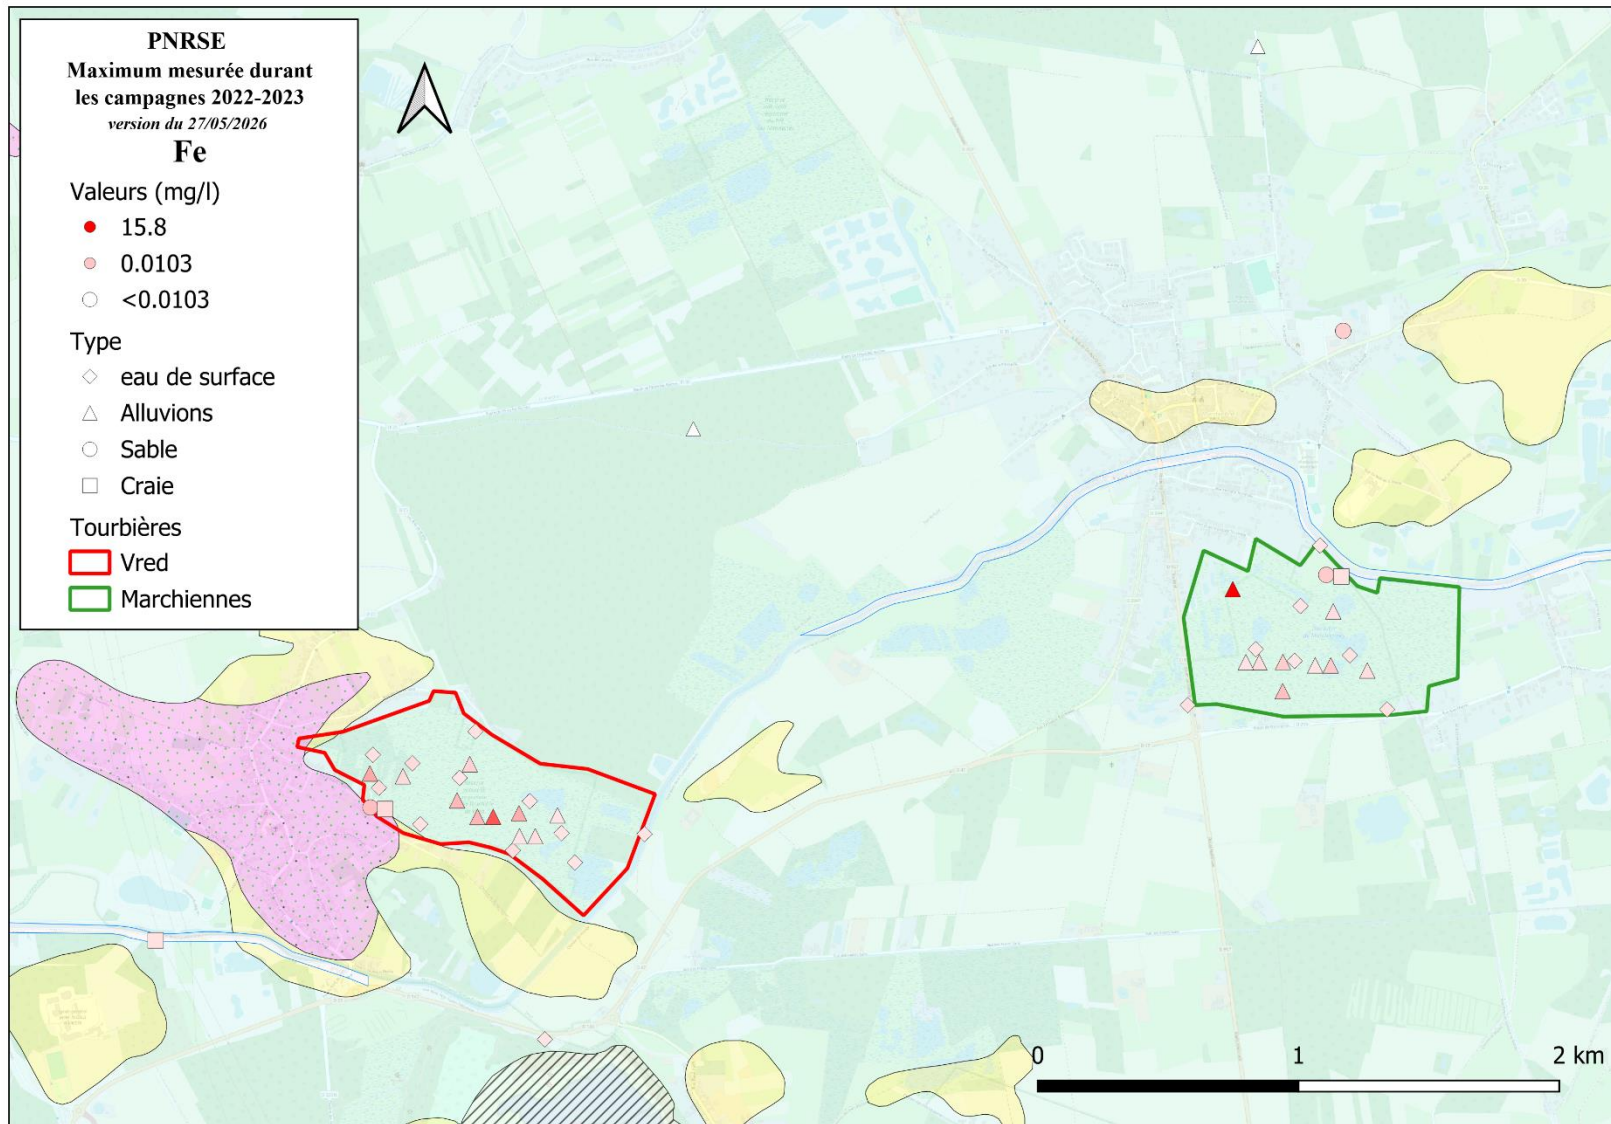 PNRSE
Maximum mesurée durant
les campagnes 2022-2023
version du 27/05/2026
Fe
Valeurs (mg/l)
15.8
0.0103
<0.0103
Type
eau de surface
Alluvions
Sable
Craie
Tourbières
Vred
Marchiennes
0 1 2 km